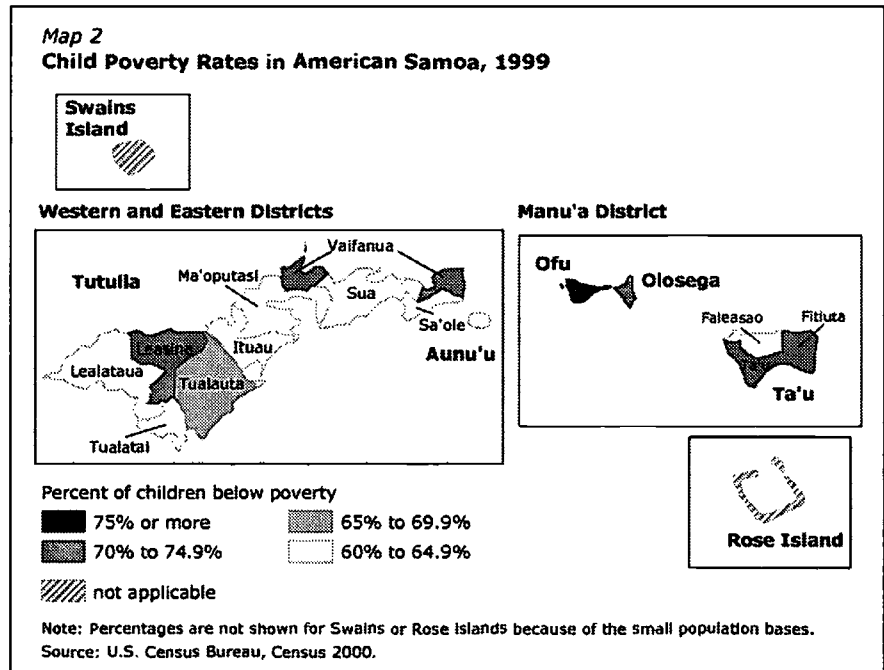 Map 2
Child Poverty Rates in American Samoa, 1999
Swains
Island
Western and Eastern Districts
Manu'a District
Tutuila
Ma'oputasi
Vaifanua
Sua
Sa'ole
Aunu'u
Leasina
Ituau
Lealataua
Tualauta
Tualatai
Ofu
Olosega
Faleasao
Fitiuta
Ta'u
Rose Island
Percent of children below poverty
75% or more
65% to 69.9%
70% to 74.9%
60% to 64.9%
not applicable
Note: Percentages are not shown for Swains or Rose islands because of the small population bases.
Source: U.S. Census Bureau, Census 2000.